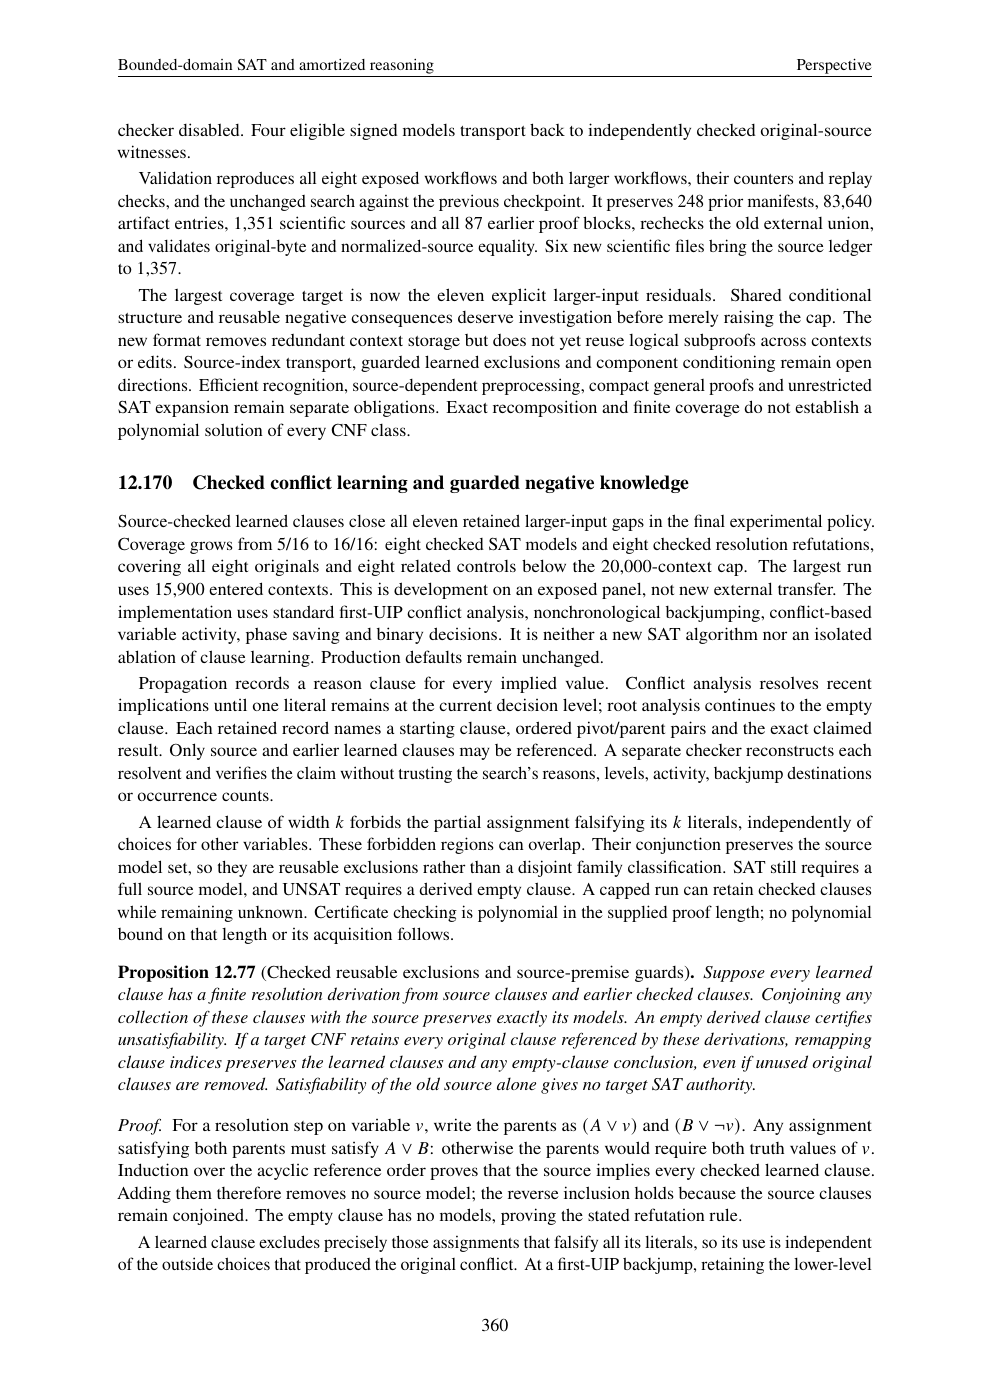 Bounded-domain SAT and amortized reasoning Perspective
checker disabled. Four eligible signed models transport back to independently checked original-source
witnesses.
Validation reproduces all eight exposed workflows and both larger workflows, their counters and replay
checks, and the unchanged search against the previous checkpoint. It preserves 248 prior manifests, 83,640
artifact entries, 1,351 scientific sources and all 87 earlier proof blocks, rechecks the old external union,
and validates original-byte and normalized-source equality. Six new scientific files bring the source ledger
to 1,357.
The largest coverage target is now the eleven explicit larger-input residuals. Shared conditional
structure and reusable negative consequences deserve investigation before merely raising the cap. The
new format removes redundant context storage but does not yet reuse logical subproofs across contexts
or edits. Source-index transport, guarded learned exclusions and component conditioning remain open
directions. Efficient recognition, source-dependent preprocessing, compact general proofs and unrestricted
SAT expansion remain separate obligations. Exact recomposition and finite coverage do not establish a
polynomial solution of every CNF class.
12.170 Checked conflict learning and guarded negative knowledge
Source-checked learned clauses close all eleven retained larger-input gaps in the final experimental policy.
Coverage grows from 5/16 to 16/16: eight checked SAT models and eight checked resolution refutations,
covering all eight originals and eight related controls below the 20,000-context cap. The largest run
uses 15,900 entered contexts. This is development on an exposed panel, not new external transfer. The
implementation uses standard first-UIP conflict analysis, nonchronological backjumping, conflict-based
variable activity, phase saving and binary decisions. It is neither a new SAT algorithm nor an isolated
ablation of clause learning. Production defaults remain unchanged.
Propagation records a reason clause for every implied value. Conflict analysis resolves recent
implications until one literal remains at the current decision level; root analysis continues to the empty
clause. Each retained record names a starting clause, ordered pivot/parent pairs and the exact claimed
result. Only source and earlier learned clauses may be referenced. A separate checker reconstructs each
resolvent and verifies the claim without trusting the search's reasons, levels, activity, backjump destinations
or occurrence counts.
A learned clause of width k forbids the partial assignment falsifying its k literals, independently of
choices for other variables. These forbidden regions can overlap. Their conjunction preserves the source
model set, so they are reusable exclusions rather than a disjoint family classification. SAT still requires a
full source model, and UNSAT requires a derived empty clause. A capped run can retain checked clauses
while remaining unknown. Certificate checking is polynomial in the supplied proof length; no polynomial
bound on that length or its acquisition follows.
Proposition 12.77 (Checked reusable exclusions and source-premise guards). Suppose every learned
clause has a finite resolution derivation from source clauses and earlier checked clauses. Conjoining any
collection of these clauses with the source preserves exactly its models. An empty derived clause certifies
unsatisfiability. If a target CNF retains every original clause referenced by these derivations, remapping
clause indices preserves the learned clauses and any empty-clause conclusion, even if unused original
clauses are removed. Satisfiability of the old source alone gives no target SAT authority.
Proof. For a resolution step on variable v, write the parents as (A ∨ v) and (B ∨ ¬v). Any assignment
satisfying both parents must satisfy A ∨ B: otherwise the parents would require both truth values of v.
Induction over the acyclic reference order proves that the source implies every checked learned clause.
Adding them therefore removes no source model; the reverse inclusion holds because the source clauses
remain conjoined. The empty clause has no models, proving the stated refutation rule.
A learned clause excludes precisely those assignments that falsify all its literals, so its use is independent
of the outside choices that produced the original conflict. At a first-UIP backjump, retaining the lower-level
360